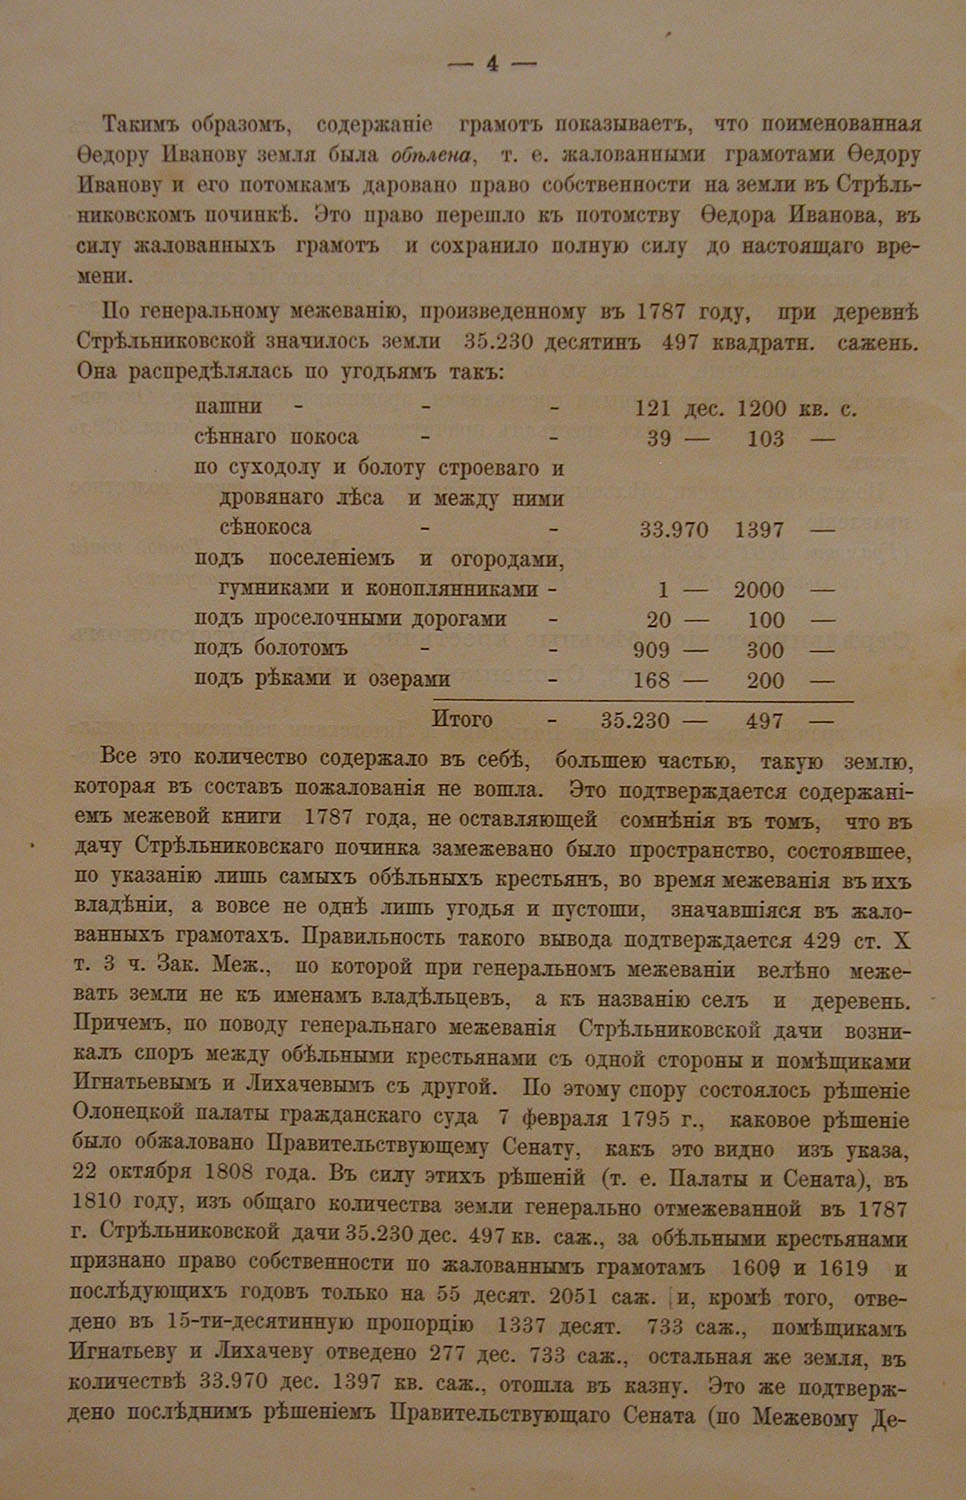 — 4 —
Такимъ образомъ, содержаніе грамотъ показываетъ, что поименованная
Ѳедору Иванову земля была обѣлена, т. е. жалованными грамотами Ѳедору
Иванову и его потомкамъ даровано право собственности на земли въ Стрѣль-
никовскомъ починкѣ. Это право перешло къ потомству Ѳедора Иванова, въ
силу жалованныхъ грамотъ и сохранило полную силу до настоящаго вре-
мени.
По генеральному межеванію, произведенному въ 1787 году, при деревнѣ
Стрѣльниковской значилось земли 35.230 десятинъ 497 квадратн. сажень.
Она распредѣлялась по угодьямъ такъ:
пашни - - - 121 дес. 1200 кв. с.
сѣннаго покоса - - 39 — 103 —
по суходолу и болоту строеваго и
дровянаго лѣса и между ними
сѣнокоса - - 33.970 1397 —
подъ поселеніемъ и огородами,
гумниками и коноплянниками - 1 — 2000 —
подъ проселочными дорогами - 20 — 100 —
подъ болотомъ - - 909 — 300 —
подъ рѣками и озерами - 168 — 200 —
Итого - 35.230 — 497 —
Все это количество содержало въ себѣ, большею частью, такую землю,
которая въ составъ пожалованія не вошла. Это подтверждается содержані-
емъ межевой книги 1787 года, не оставляющей сомнѣнія въ томъ, что въ
дачу Стрѣльниковскаго починка замежевано было пространство, состоявшее,
по указанію лишь самыхъ обѣльныхъ крестьянъ, во время межеванія въ ихъ
владѣніи, а вовсе не однѣ лишь угодья и пустоши, значавшіяся въ жало-
ванныхъ грамотахъ. Правильность такого вывода подтверждается 429 ст. X
т. 3 ч. Зак. Меж., по которой при генеральномъ межеваніи велѣно меже-
вать земли не къ именамъ владѣльцевъ, а къ названію селъ и деревень.
Причемъ, по поводу генеральнаго межеванія Стрѣльниковской дачи возни-
калъ споръ между обѣльными крестьянами съ одной стороны и помѣщиками
Игнатьевымъ и Лихачевымъ съ другой. По этому спору состоялось рѣшеніе
Олонецкой палаты гражданскаго суда 7 февраля 1795 г., каковое рѣшеніе
было обжаловано Правительствующему Сенату, какъ это видно изъ указа,
22 октября 1808 года. Въ силу этихъ рѣшеній (т. е. Палаты и Сената), въ
1810 году, изъ общаго количества земли генерально отмежеванной въ 1787
г. Стрѣльниковской дачи 35.230 дес. 497 кв. саж., за обѣльными крестьянами
признано право собственности по жалованнымъ грамотамъ 1609 и 1619 и
послѣдующихъ годовъ только на 55 десят. 2051 саж. и, кромѣ того, отве-
дено въ 15-ти-десятинную пропорцію 1337 десят. 733 саж., помѣщикамъ
Игнатьеву и Лихачеву отведено 277 дес. 733 саж., остальная же земля, въ
количествѣ 33.970 дес. 1397 кв. саж., отошла въ казну. Это же подтверж-
дено послѣднимъ рѣшеніемъ Правительствующаго Сената (по Межевому Де-